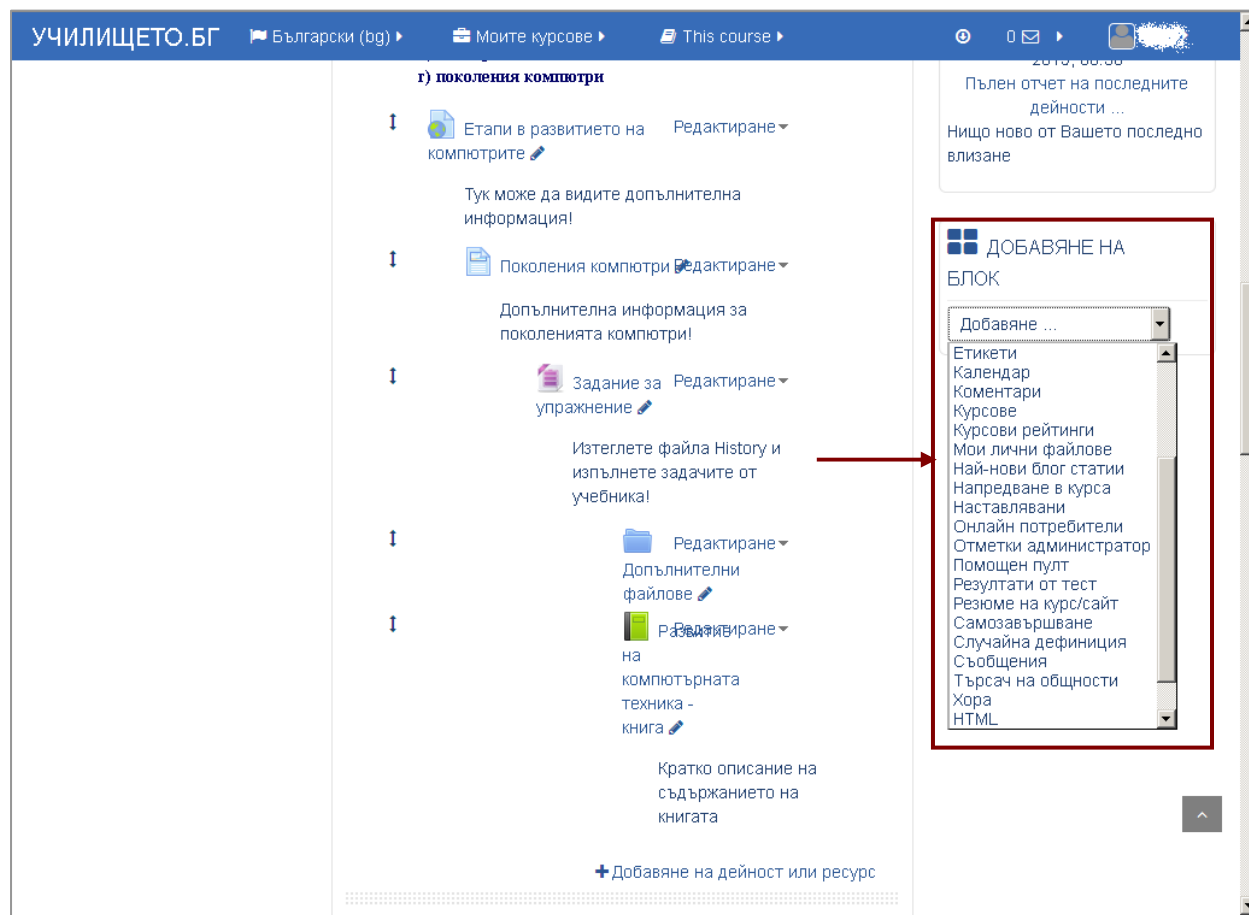 УЧИЛИЩЕТО.БГ
Български (bg)
Моите курсове
This course
0
г) поколения компютри
Етапи в развитието на
компютрите
Редактиране
Тук може да видите допълнителна
информация!
Поколения компютри
Редактиране
Допълнителна информация за
поколенията компютри!
Задание за
упражнение
Редактиране
Изтеглете файла History и
изпълнете задачите от
учебника!
Редактиране
Допълнителни
файлове
Развитие
Редактиране
на
компютърната
техника -
книга
Кратко описание на
съдържанието на
книгата
Добавяне на дейност или ресурс
Пълен отчет на последните
дейности ...
Нищо ново от Вашето последно
влизане
ДОБАВЯНЕ НА
БЛОК
Добавяне ...
Етикети
Календар
Коментари
Курсове
Курсови рейтинги
Мои лични файлове
Най-нови блог статии
Напредване в курса
Наставлявани
Онлайн потребители
Отметки администратор
Помощен пулт
Резултати от тест
Резюме на курс/сайт
Самозавършване
Случайна дефиниция
Съобщения
Търсач на общности
Хора
HTML